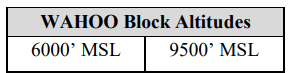 WAHOO Block Altitudes
6000' MSL 9500' MSL